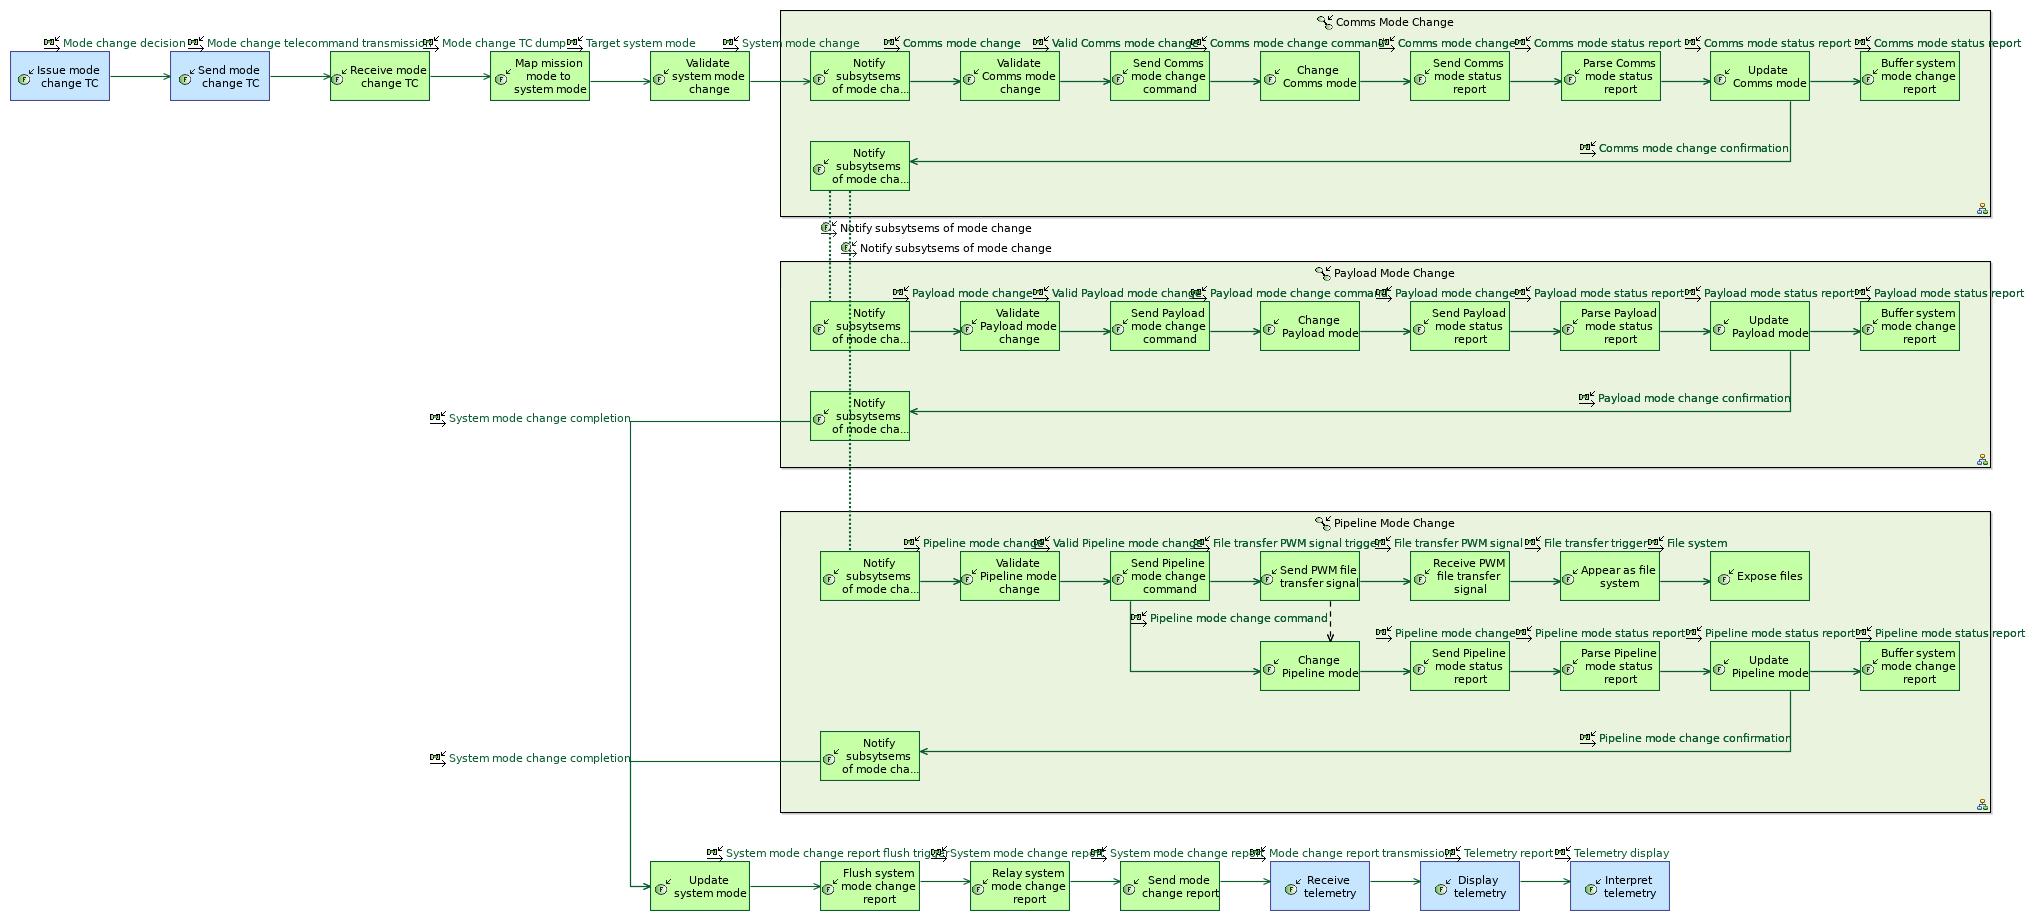 Comms Mode Change
Mode change decision
Mode change telecommand transmission
Mode change TC dump
Target system mode
System mode change
Comms mode change
Valid Comms mode change
Comms mode change command
Comms mode change
Comms mode status report
Comms mode status report
Comms mode status report
Issue mode
change TC
Send mode
change TC
Receive mode
change TC
Map mission
mode to
system mode
Validate
system mode
change
Notify
subsytsems
of mode cha...
Validate
Comms mode
change
Send Comms
mode change
command
Change
Comms mode
Send Comms
mode status
report
Parse Comms
mode status
report
Update
Comms mode
Buffer system
mode change
report
Comms mode change confirmation
Notify
subsytsems
of mode cha...
Notify subsytsems of mode change
Notify subsytsems of mode change
Payload Mode Change
Payload mode change
Valid Payload mode change
Payload mode change command
Payload mode change
Payload mode status report
Payload mode status report
Payload mode status report
Notify
subsytsems
of mode cha...
Validate
Payload mode
change
Send Payload
mode change
command
Change
Payload mode
Send Payload
mode status
report
Parse Payload
mode status
report
Update
Payload mode
Buffer system
mode change
report
Payload mode change confirmation
Notify
subsytsems
of mode cha...
System mode change completion
Pipeline Mode Change
Pipeline mode change
Valid Pipeline mode change
File transfer PWM signal trigger
File transfer PWM signal
File transfer trigger
File system
Notify
subsytsems
of mode cha...
Validate
Pipeline mode
change
Send Pipeline
mode change
command
Send PWM file
transfer signal
Receive PWM
file transfer
signal
Appear as file
system
Expose files
Pipeline mode change command
Pipeline mode change
Pipeline mode status report
Pipeline mode status report
Pipeline mode status report
Change
Pipeline mode
Send Pipeline
mode status
report
Parse Pipeline
mode status
report
Update
Pipeline mode
Buffer system
mode change
report
Pipeline mode change confirmation
Notify
subsytsems
of mode cha...
System mode change completion
System mode change report flush trigger
System mode change report
System mode change report
Mode change report transmission
Telemetry report
Telemetry display
Update
system mode
Flush system
mode change
report
Relay system
mode change
report
Send mode
change report
Receive
telemetry
Display
telemetry
Interpret
telemetry